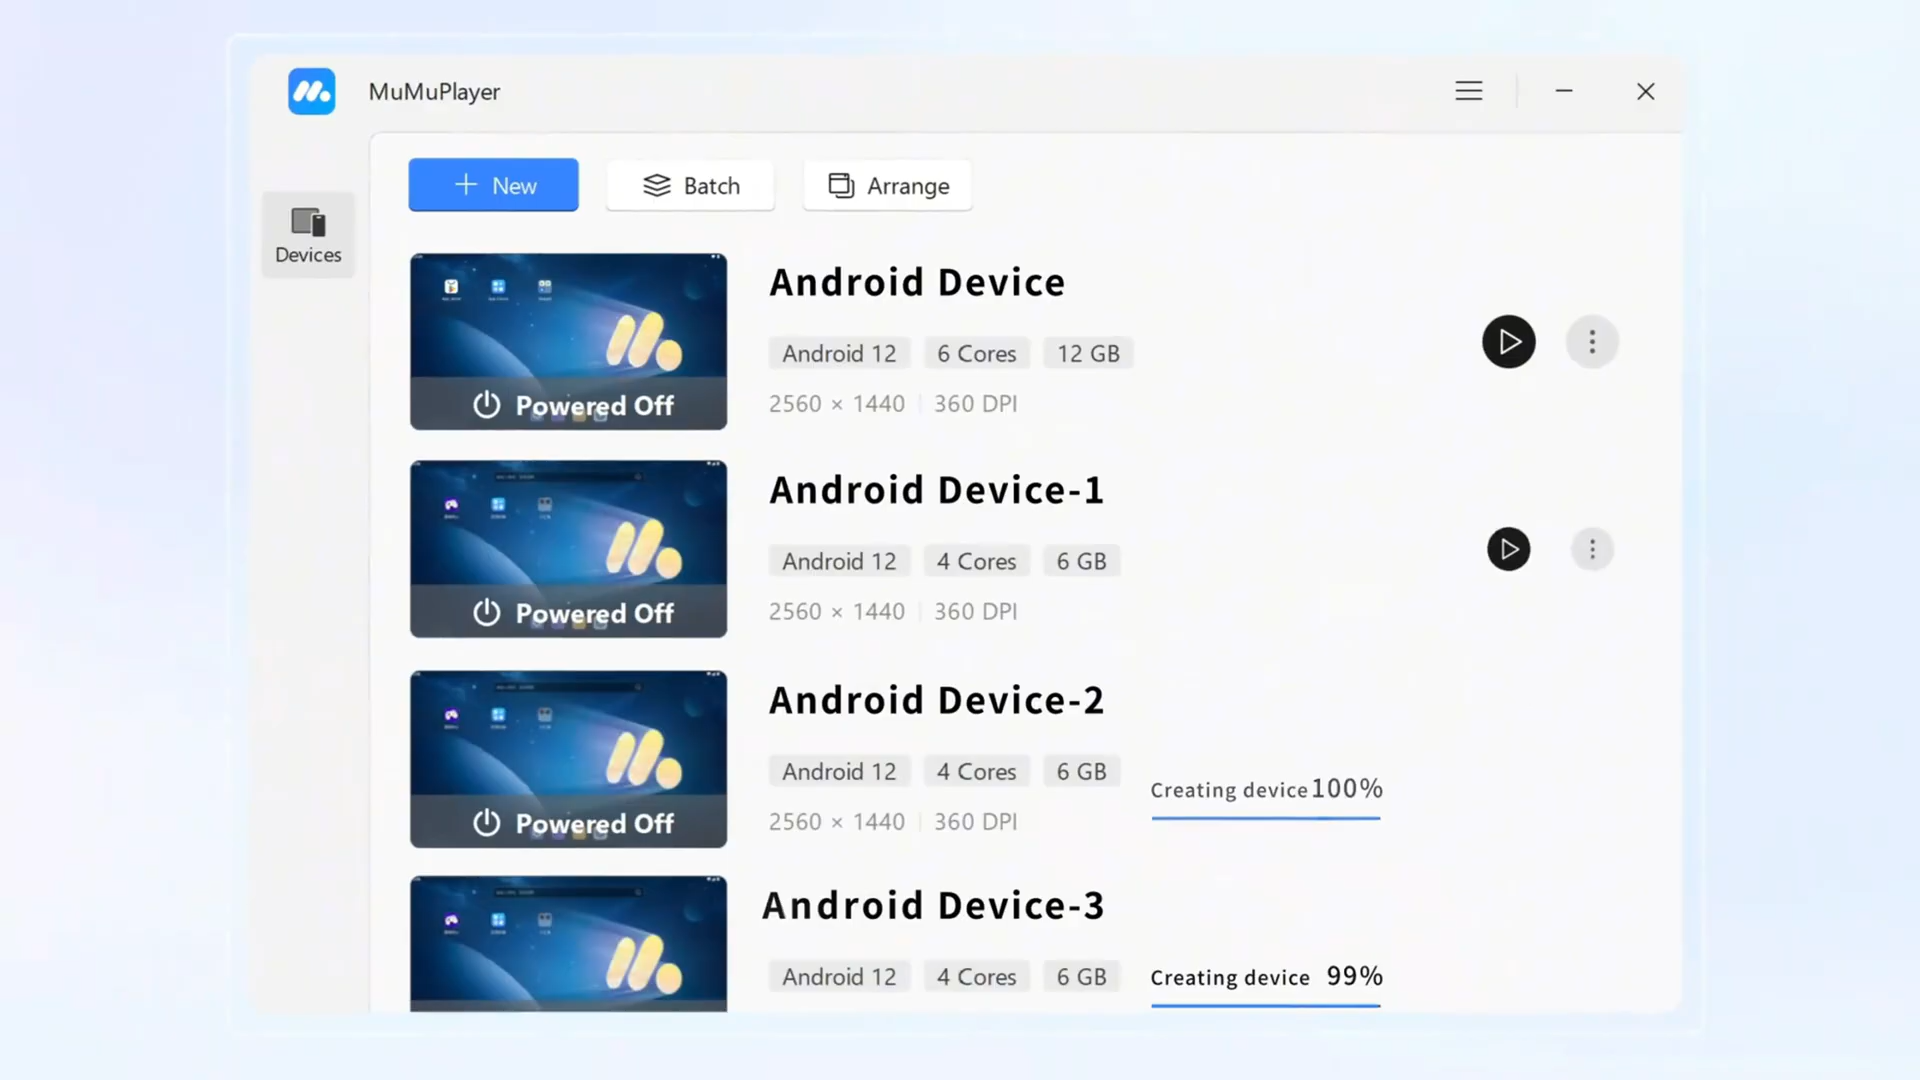 MuMuPlayer
New
Batch
Arrange
Devices
Android Device
Android 12
6 Cores
12 GB
2560 × 1440
360 DPI
Powered Off
Android Device-1
Android 12
4 Cores
6 GB
2560 × 1440
360 DPI
Powered Off
Android Device-2
Android 12
4 Cores
6 GB
Creating device 100%
2560 × 1440
360 DPI
Powered Off
Android Device-3
Android 12
4 Cores
6 GB
Creating device 99%